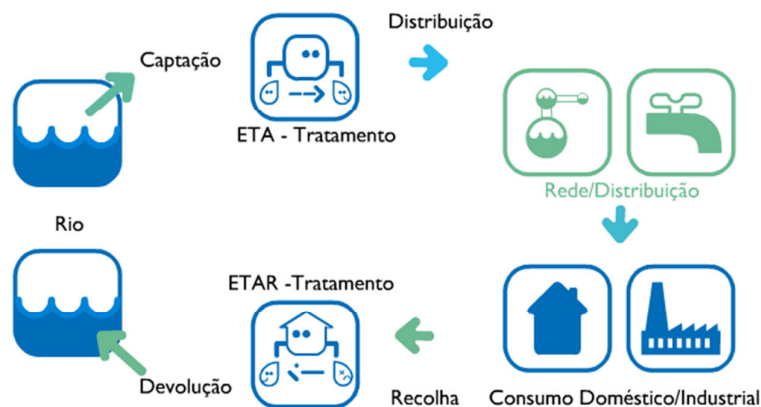 Distribuição
Captação
ETA - Tratamento
Rede/Distribuição
Rio
ETAR -Tratamento
Devolução
Recolha
Consumo Doméstico/Industrial